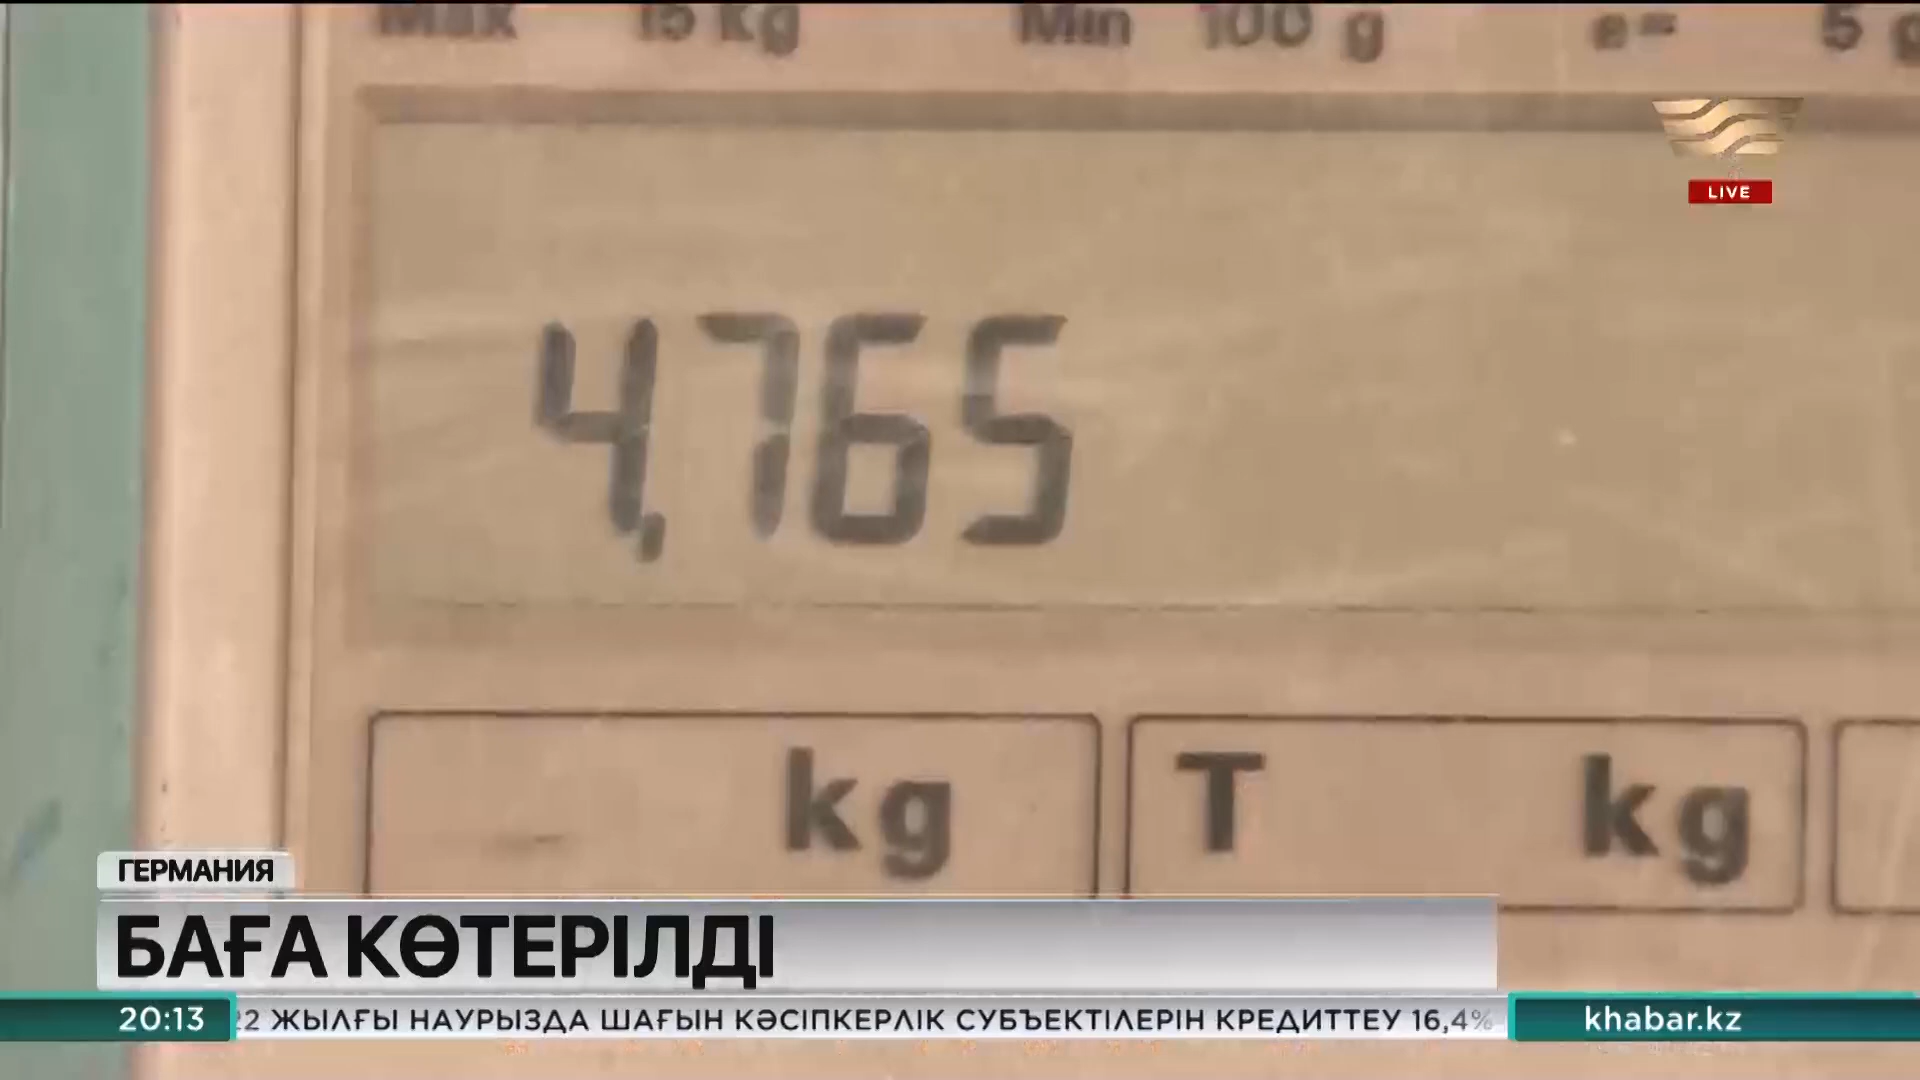 Max 15 kg Min 100 g e= 5 g
LIVE
4,765
kg T kg
ГЕРМАНИЯ
БАҒА КӨТЕРІЛДІ
20:13 22 ЖЫЛҒЫ НАУРЫЗДА ШАҒЫН КӘСІПКЕРЛІК СУБЪЕКТІЛЕРІН КРЕДИТТЕУ 16,4% khabar.kz